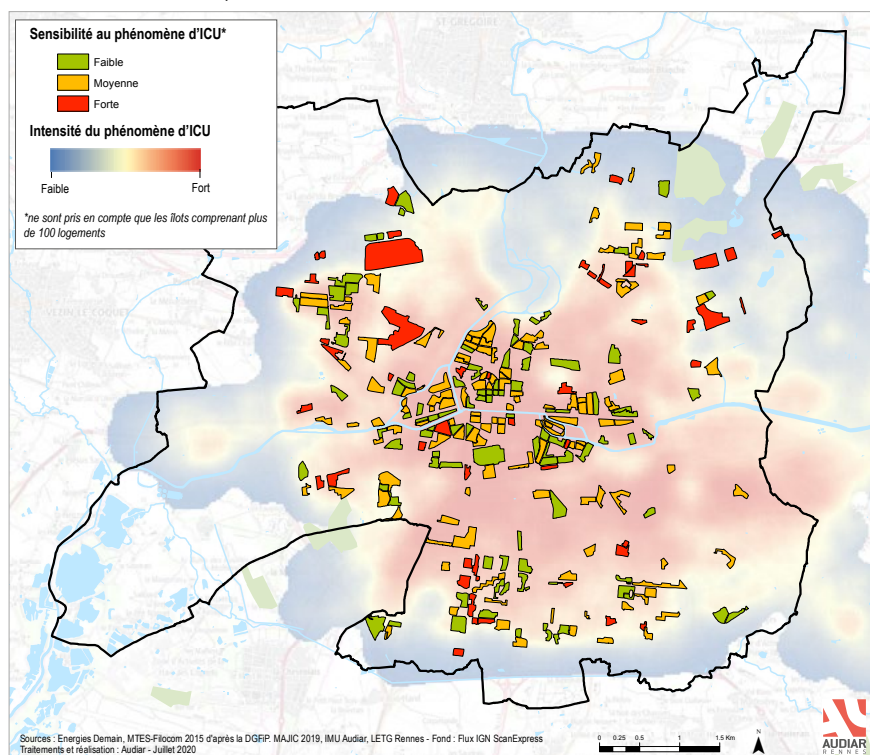 Sensibilité au phénomène d'ICU*
Faible
Moyenne
Forte
Intensité du phénomène d'ICU
Faible
Fort
*ne sont pris en compte que les îlots comprenant plus
de 100 logements
ST GRÉGOIRE
Sources : Energies Demain, MTES-Filocom 2015 d'après la DGFiP. MAJIC 2019, IMU Audiar, LETG Rennes - Fond : Flux IGN ScanExpress
Traitements et réalisation : Audiar - Juillet 2020
0 0.25 0.5 1 1.5 Km
N
AUDIAR
RENNES